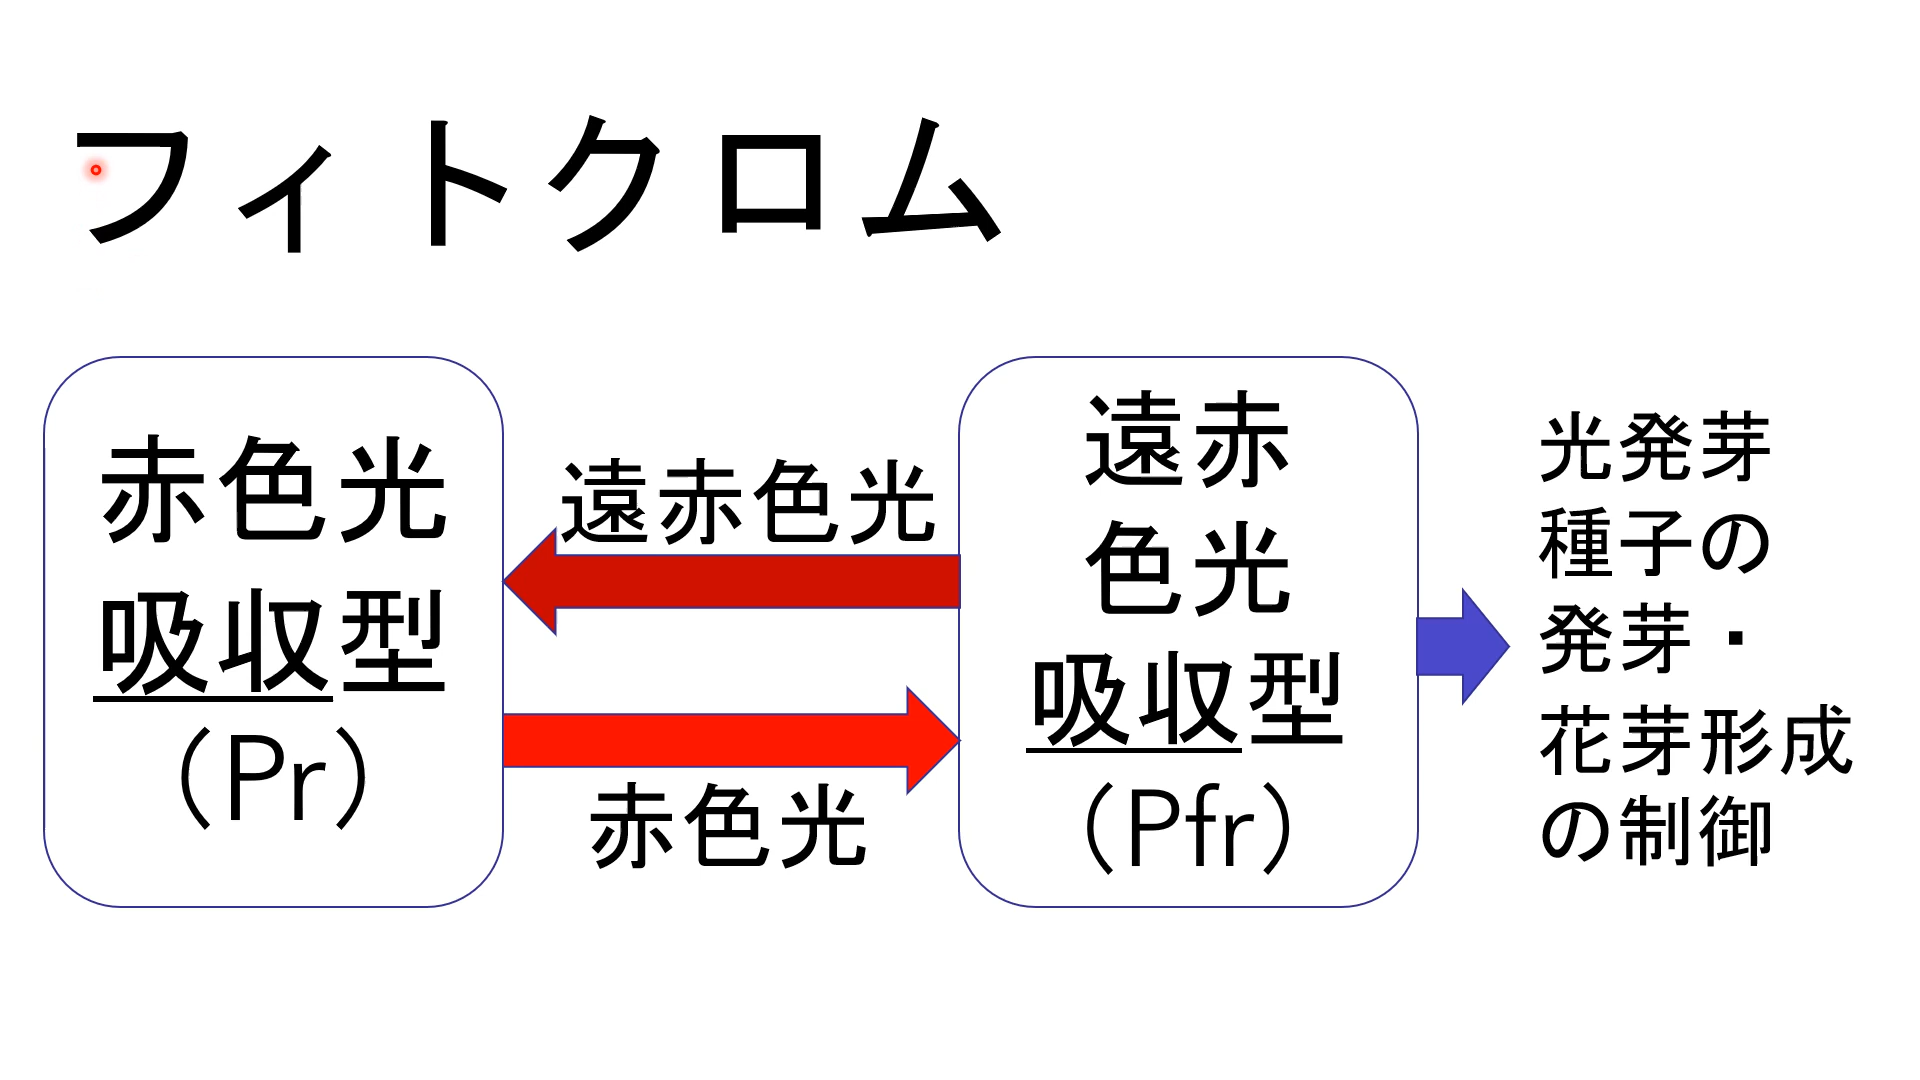 フィトクロム
赤色光
吸収型
（Pr）
遠赤色光
赤色光
遠赤
色光
吸収型
（Pfr）
光発芽
種子の
発芽・
花芽形成
の制御